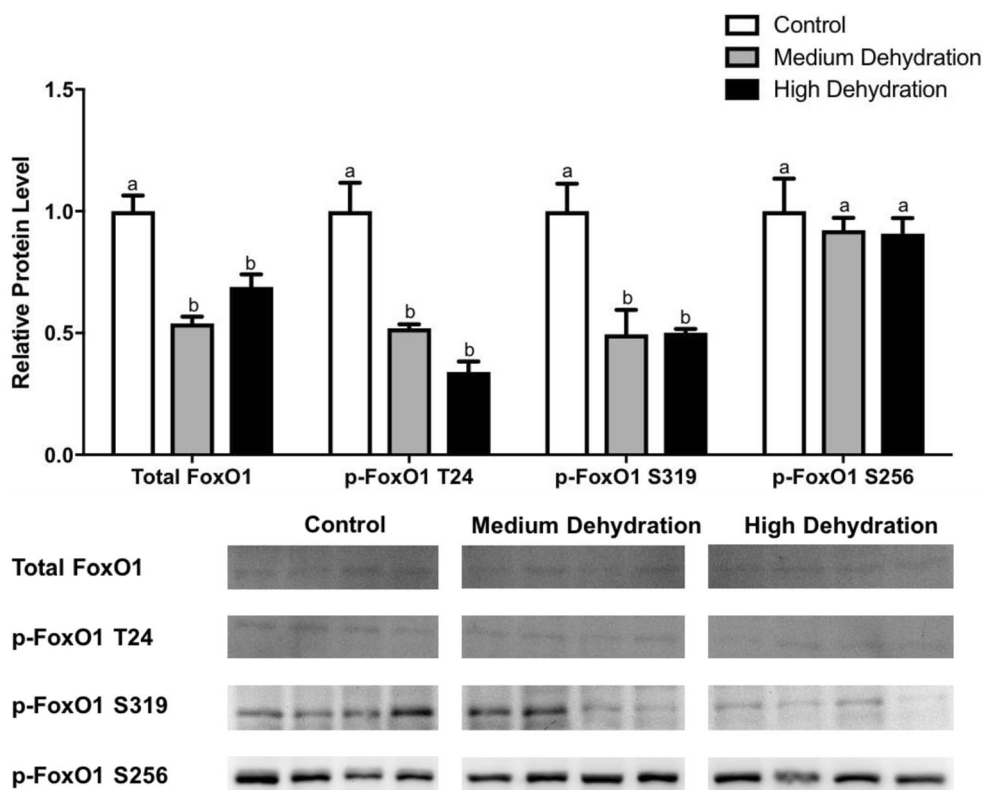 Control
Medium Dehydration
High Dehydration
Relative Protein Level
1.5
1.0
0.5
0.0
a
b
b
a
b
b
a
b
b
a
a
a
Total FoxO1
p-FoxO1 T24
p-FoxO1 S319
p-FoxO1 S256
Control
Medium Dehydration
High Dehydration
Total FoxO1
p-FoxO1 T24
p-FoxO1 S319
p-FoxO1 S256